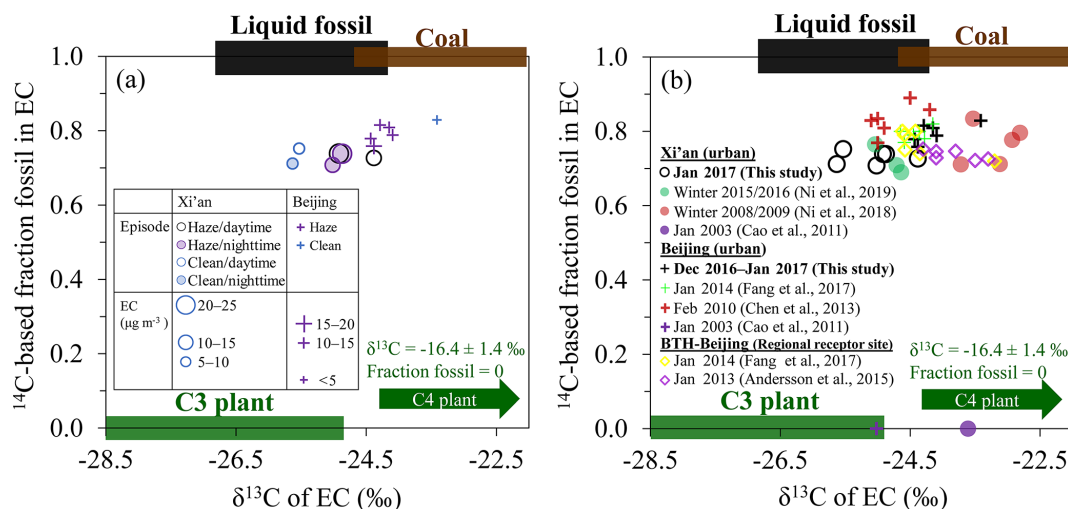 Liquid fossil
Coal
(a)
1.0
0.8
0.6
0.4
0.2
0.0
¹⁴C-based fraction fossil in EC
Xi’an
Beijing
Episode
Haze/daytime
Haze/nighttime
Clean/daytime
Clean/nighttime
Haze
Clean
EC
(μg m⁻³)
20–25
10–15
5–10
15–20
10–15
<5
δ¹³C = -16.4 ± 1.4 ‰
Fraction fossil = 0
C4 plant
C3 plant
-28.5
-26.5
-24.5
-22.5
δ¹³C of EC (‰)
Liquid fossil
Coal
(b)
1.0
0.8
0.6
0.4
0.2
0.0
¹⁴C-based fraction fossil in EC
Xi’an (urban)
Jan 2017 (This study)
Winter 2015/2016 (Ni et al., 2019)
Winter 2008/2009 (Ni et al., 2018)
Jan 2003 (Cao et al., 2011)
Beijing (urban)
Dec 2016–Jan 2017 (This study)
Jan 2014 (Fang et al., 2017)
Feb 2010 (Chen et al., 2013)
Jan 2003 (Cao et al., 2011)
BTH-Beijing (Regional receptor site)
Jan 2014 (Fang et al., 2017)
Jan 2013 (Andersson et al., 2015)
δ¹³C = -16.4 ± 1.4 ‰
Fraction fossil = 0
C4 plant
C3 plant
-28.5
-26.5
-24.5
-22.5
δ¹³C of EC (‰)